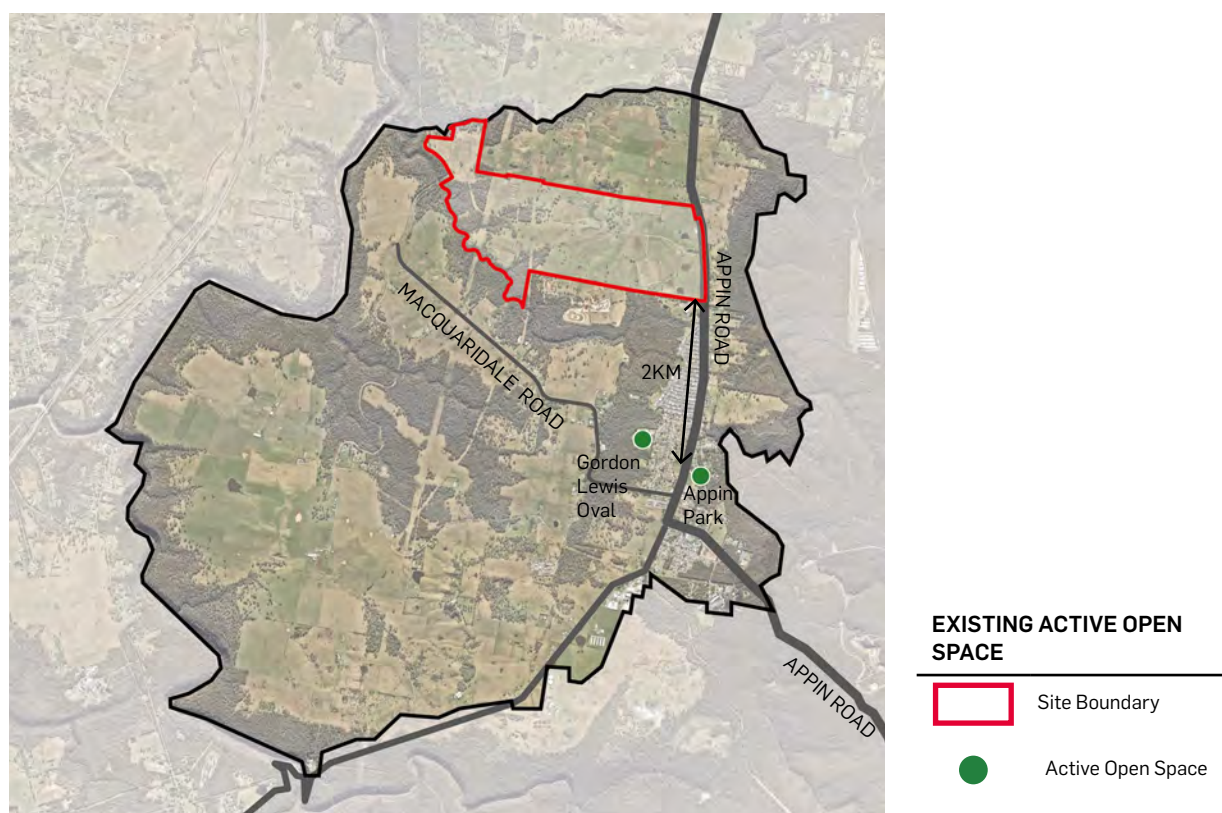 APPIN ROAD
MACQUARIDALE ROAD
2KM
Gordon
Lewis
Oval
Appin
Park
APPIN ROAD
EXISTING ACTIVE OPEN
SPACE
Site Boundary
Active Open Space